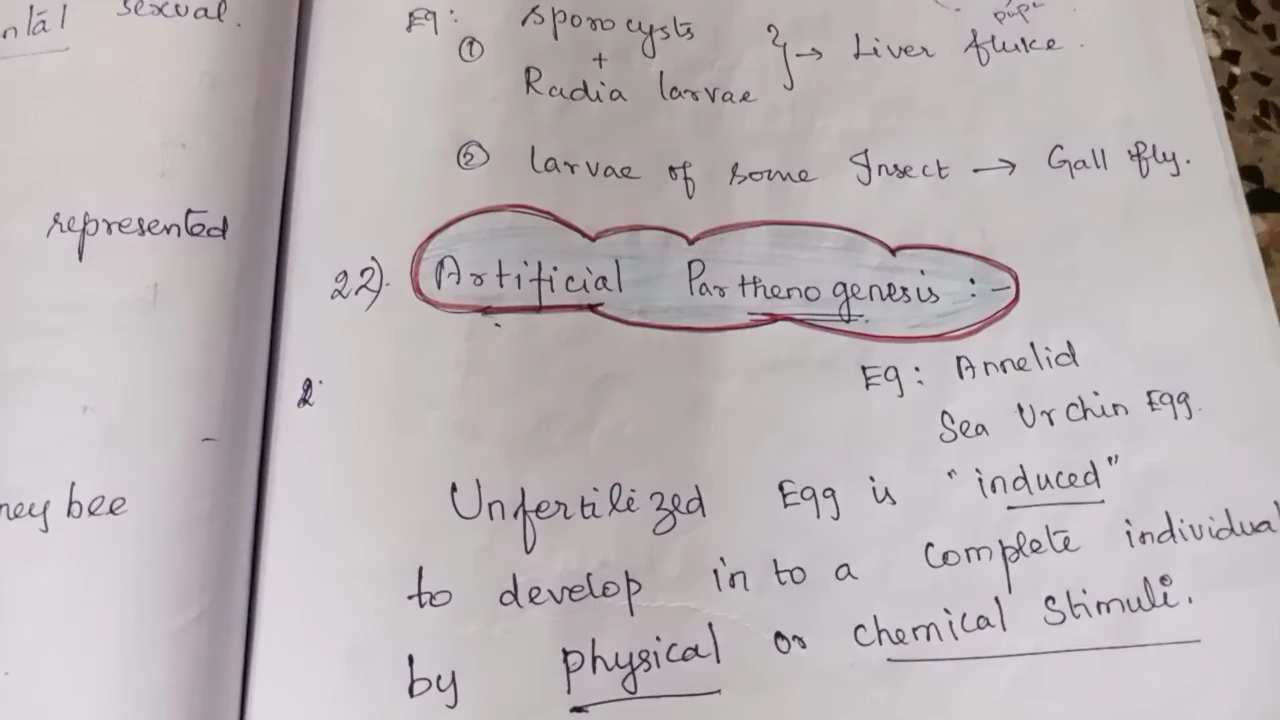 ntal sexual.
represented
ney bee
Eg:
① Sporocysts
+
Radia larvae
} → Liver fluke.
② larvae of some Insect → Gall fly.
22). Artificial Parthenogenesis :-
Eg: Annelid
Sea Urchin Egg.
Unfertilized Egg is "induced"
to develop in to a complete individual
by physical or chemical stimuli.